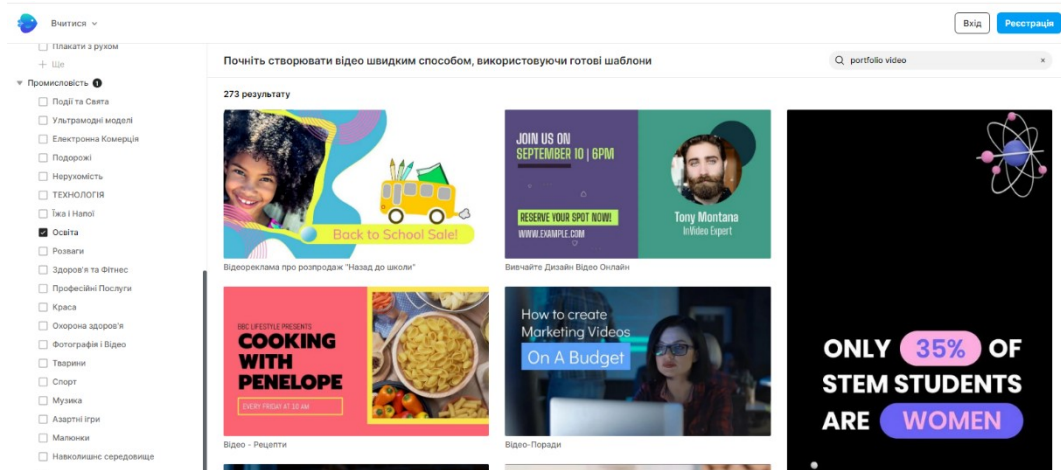 Вчитися
Вхід
Реєстрація
Плакати з рухом
+ Ще
Промисловість 1
Події та Свята
Ультрамодні моделі
Електронна Комерція
Подорожі
Нерухомість
ТЕХНОЛОГІЯ
Їжа і Напої
Освіта
Розваги
Здоров'я та Фітнес
Професійні Послуги
Краса
Охорона здоров'я
Фотографія і Відео
Тварини
Спорт
Музика
Азартні ігри
Малюнки
Навколишнє середовище
Почніть створювати відео швидким способом, використовуючи готові шаблони
portfolio video
273 результату
Back to School Sale!
Відеореклама про розпродаж "Назад до школи"
JOIN US ON
SEPTEMBER 10 | 6PM
RESERVE YOUR SPOT NOW!
WWW.EXAMPLE.COM
Tony Montana
InVideo Expert
Вивчайте Дизайн Відео Онлайн
BBC LIFESTYLE PRESENTS
COOKING
WITH
PENELOPE
EVERY FRIDAY AT 10 AM
Відео - Рецепти
How to create
Marketing Videos
On A Budget
Відео-Поради
ONLY 35% OF
STEM STUDENTS
ARE WOMEN